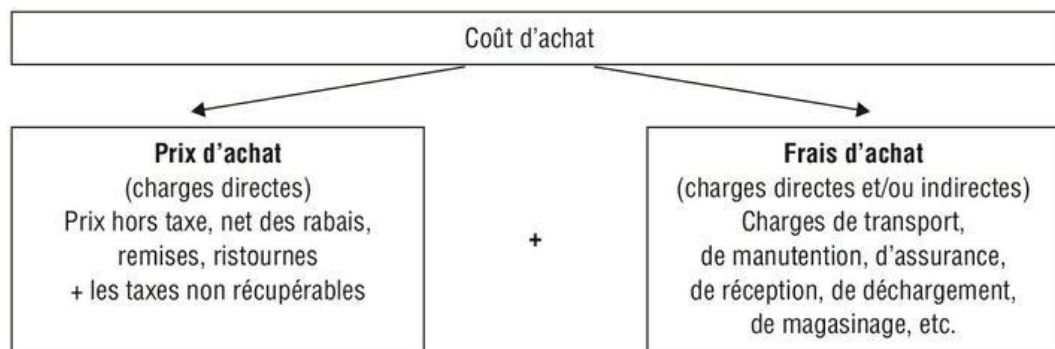 Coût d'achat
Prix d'achat
(charges directes)
Prix hors taxe, net des rabais,
remises, ristournes
+ les taxes non récupérables
+
Frais d'achat
(charges directes et/ou indirectes)
Charges de transport,
de manutention, d'assurance,
de réception, de déchargement,
de magasinage, etc.